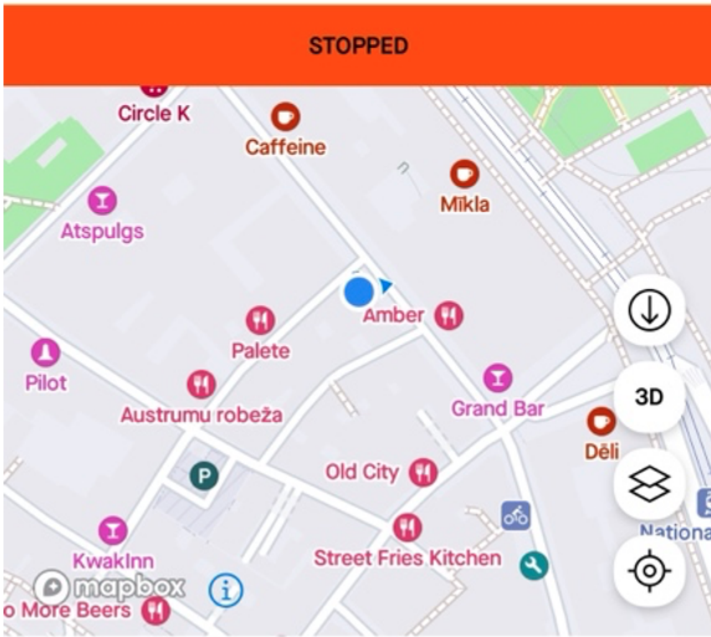 STOPPED
Circle K
Caffeine
Mīkla
Atspulgs
Amber
Palete
Pilot
3D
Grand Bar
Austrumu robeža
Dēli
Old City
P
Nationa
KwakInn
Street Fries Kitchen
mapbox
i
o More Beers